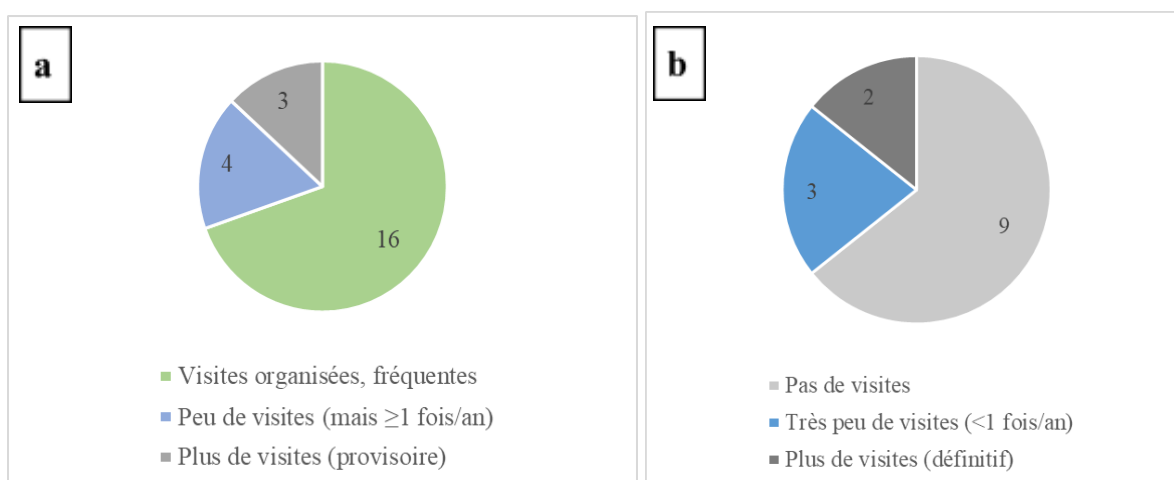 a
3
4
16
Visites organisées, fréquentes
Peu de visites (mais ≥1 fois/an)
Plus de visites (provisoire)
b
2
3
9
Pas de visites
Très peu de visites (<1 fois/an)
Plus de visites (définitif)